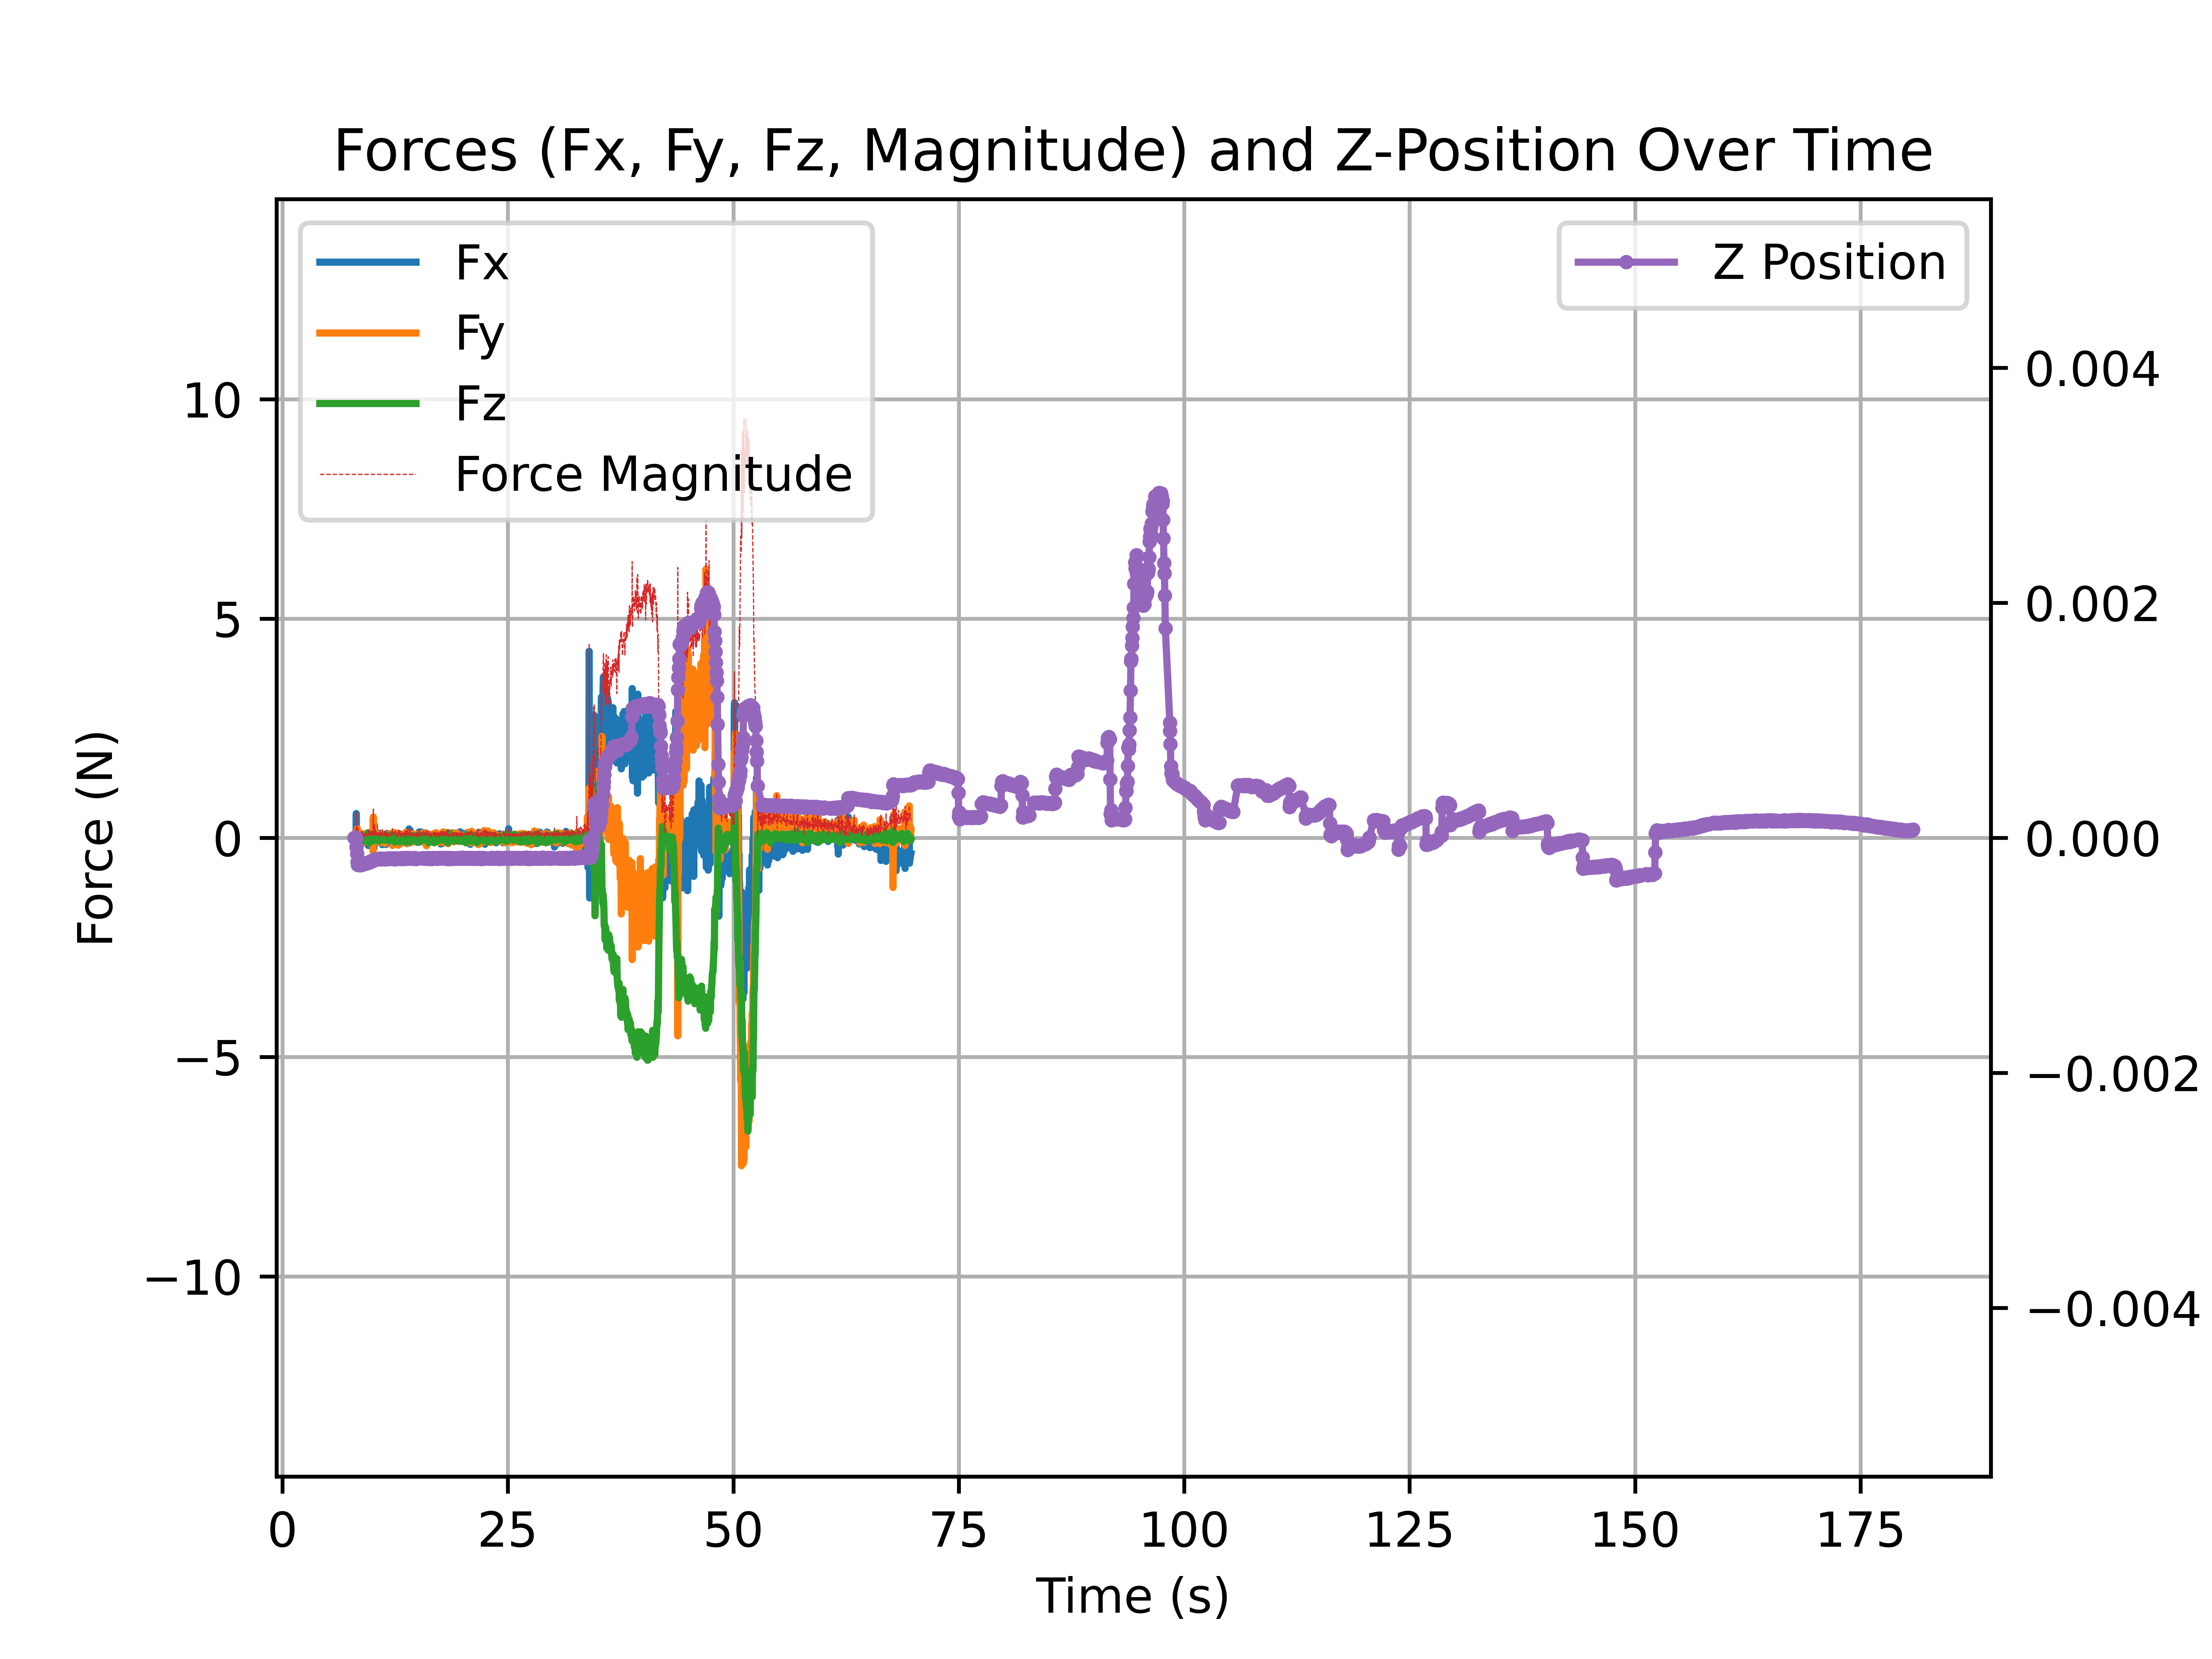 Forces (Fx, Fy, Fz, Magnitude) and Z-Position Over Time
Fx
Fy
Fz
Force Magnitude
Z Position
10
5
0
−5
−10
Force (N)
0.004
0.002
0.000
−0.002
−0.004
0 25 50 75 100 125 150 175
Time (s)